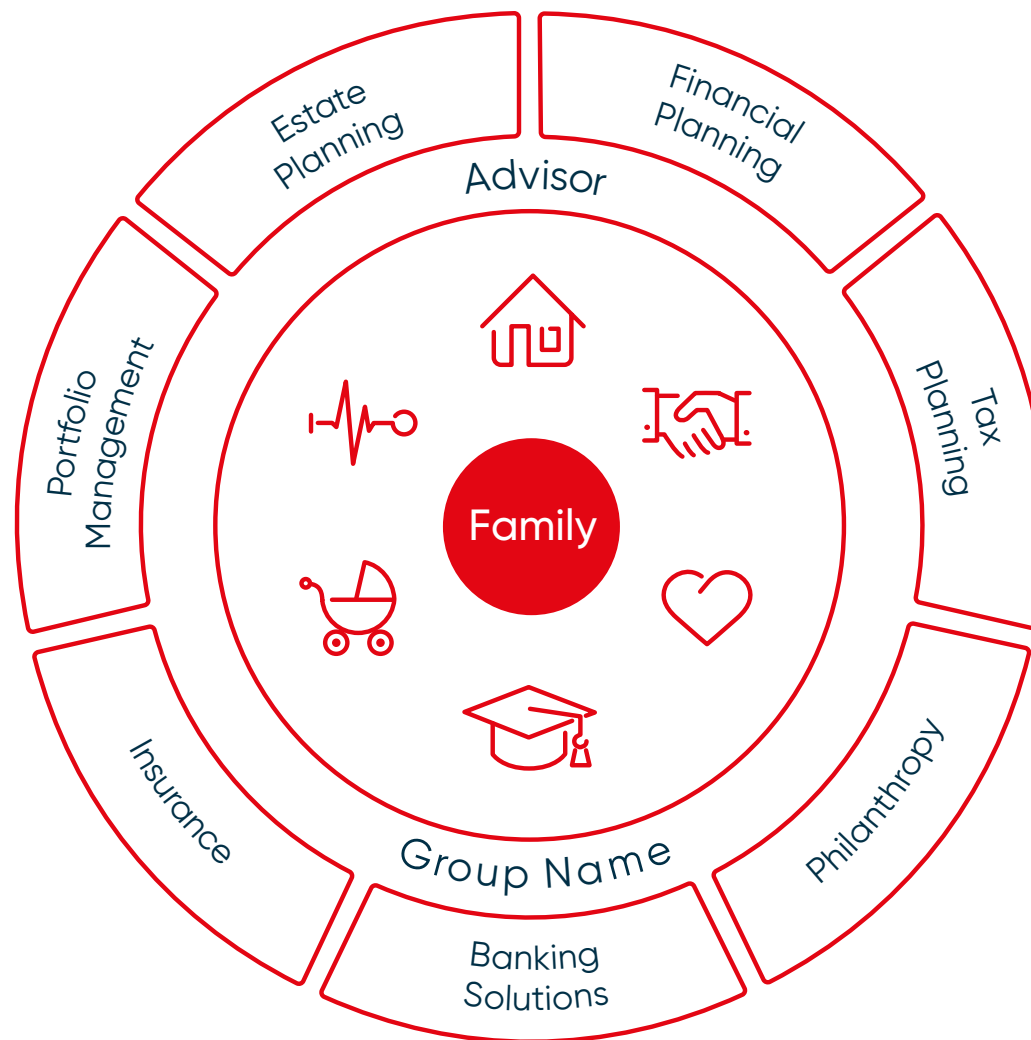 Estate
Planning
Financial
Planning
Advisor
Portfolio
Management
Tax
Planning
Family
Insurance
Philanthropy
Group Name
Banking
Solutions